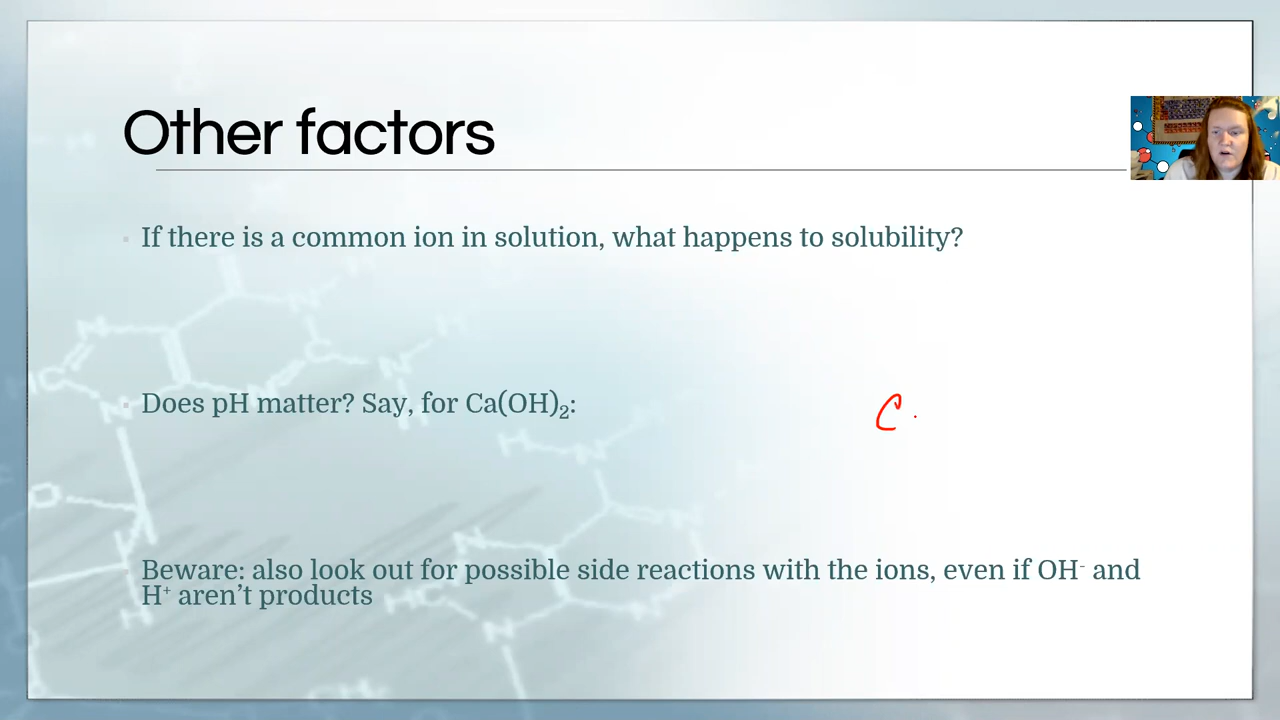 Other factors
If there is a common ion in solution, what happens to solubility?
Does pH matter? Say, for Ca(OH)₂:
C
Beware: also look out for possible side reactions with the ions, even if OH⁻ and
H⁺ aren’t products